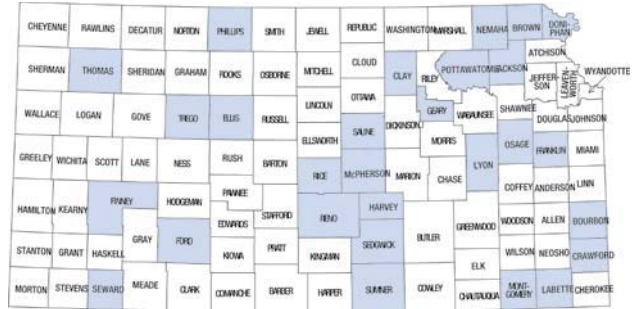 CHEYENNE RAWLINS DECATUR NORTON PHILLIPS SMITH JEWELL REPUBLIC WASHINGTON MARSHALL NEMAHA BROWN DONI-
PHAN
SHERMAN THOMAS SHERIDAN GRAHAM ROOKS OSBORNE MITCHELL CLOUD CLAY RILEY POTTAWATOMIE JACKSON ATCHISON
JEFFER-
SON
LEAVEN-
WORTH
WYANDOTTE
WALLACE LOGAN GOVE TREGO ELLIS RUSSELL LINCOLN OTTAWA
ELLSWORTH SALINE DICKINSON GEARY MORRIS WABAUNSEE SHAWNEE DOUGLAS JOHNSON
GREELEY WICHITA SCOTT LANE NESS RUSH BARTON RICE McPHERSON MARION CHASE LYON OSAGE FRANKLIN MIAMI
HAMILTON KEARNY FINNEY HODGEMAN PAWNEE STAFFORD RENO HARVEY COFFEY ANDERSON LINN
STANTON GRANT HASKELL GRAY FORD EDWARDS KIOWA PRATT KINGMAN SEDGWICK BUTLER GREENWOOD WOODSON ALLEN BOURBON
ELK WILSON NEOSHO CRAWFORD
MORTON STEVENS SEWARD MEADE CLARK COMANCHE BARBER HARPER SUMNER COWLEY CHAUTAUQUA MONT-
GOMERY
LABETTE CHEROKEE